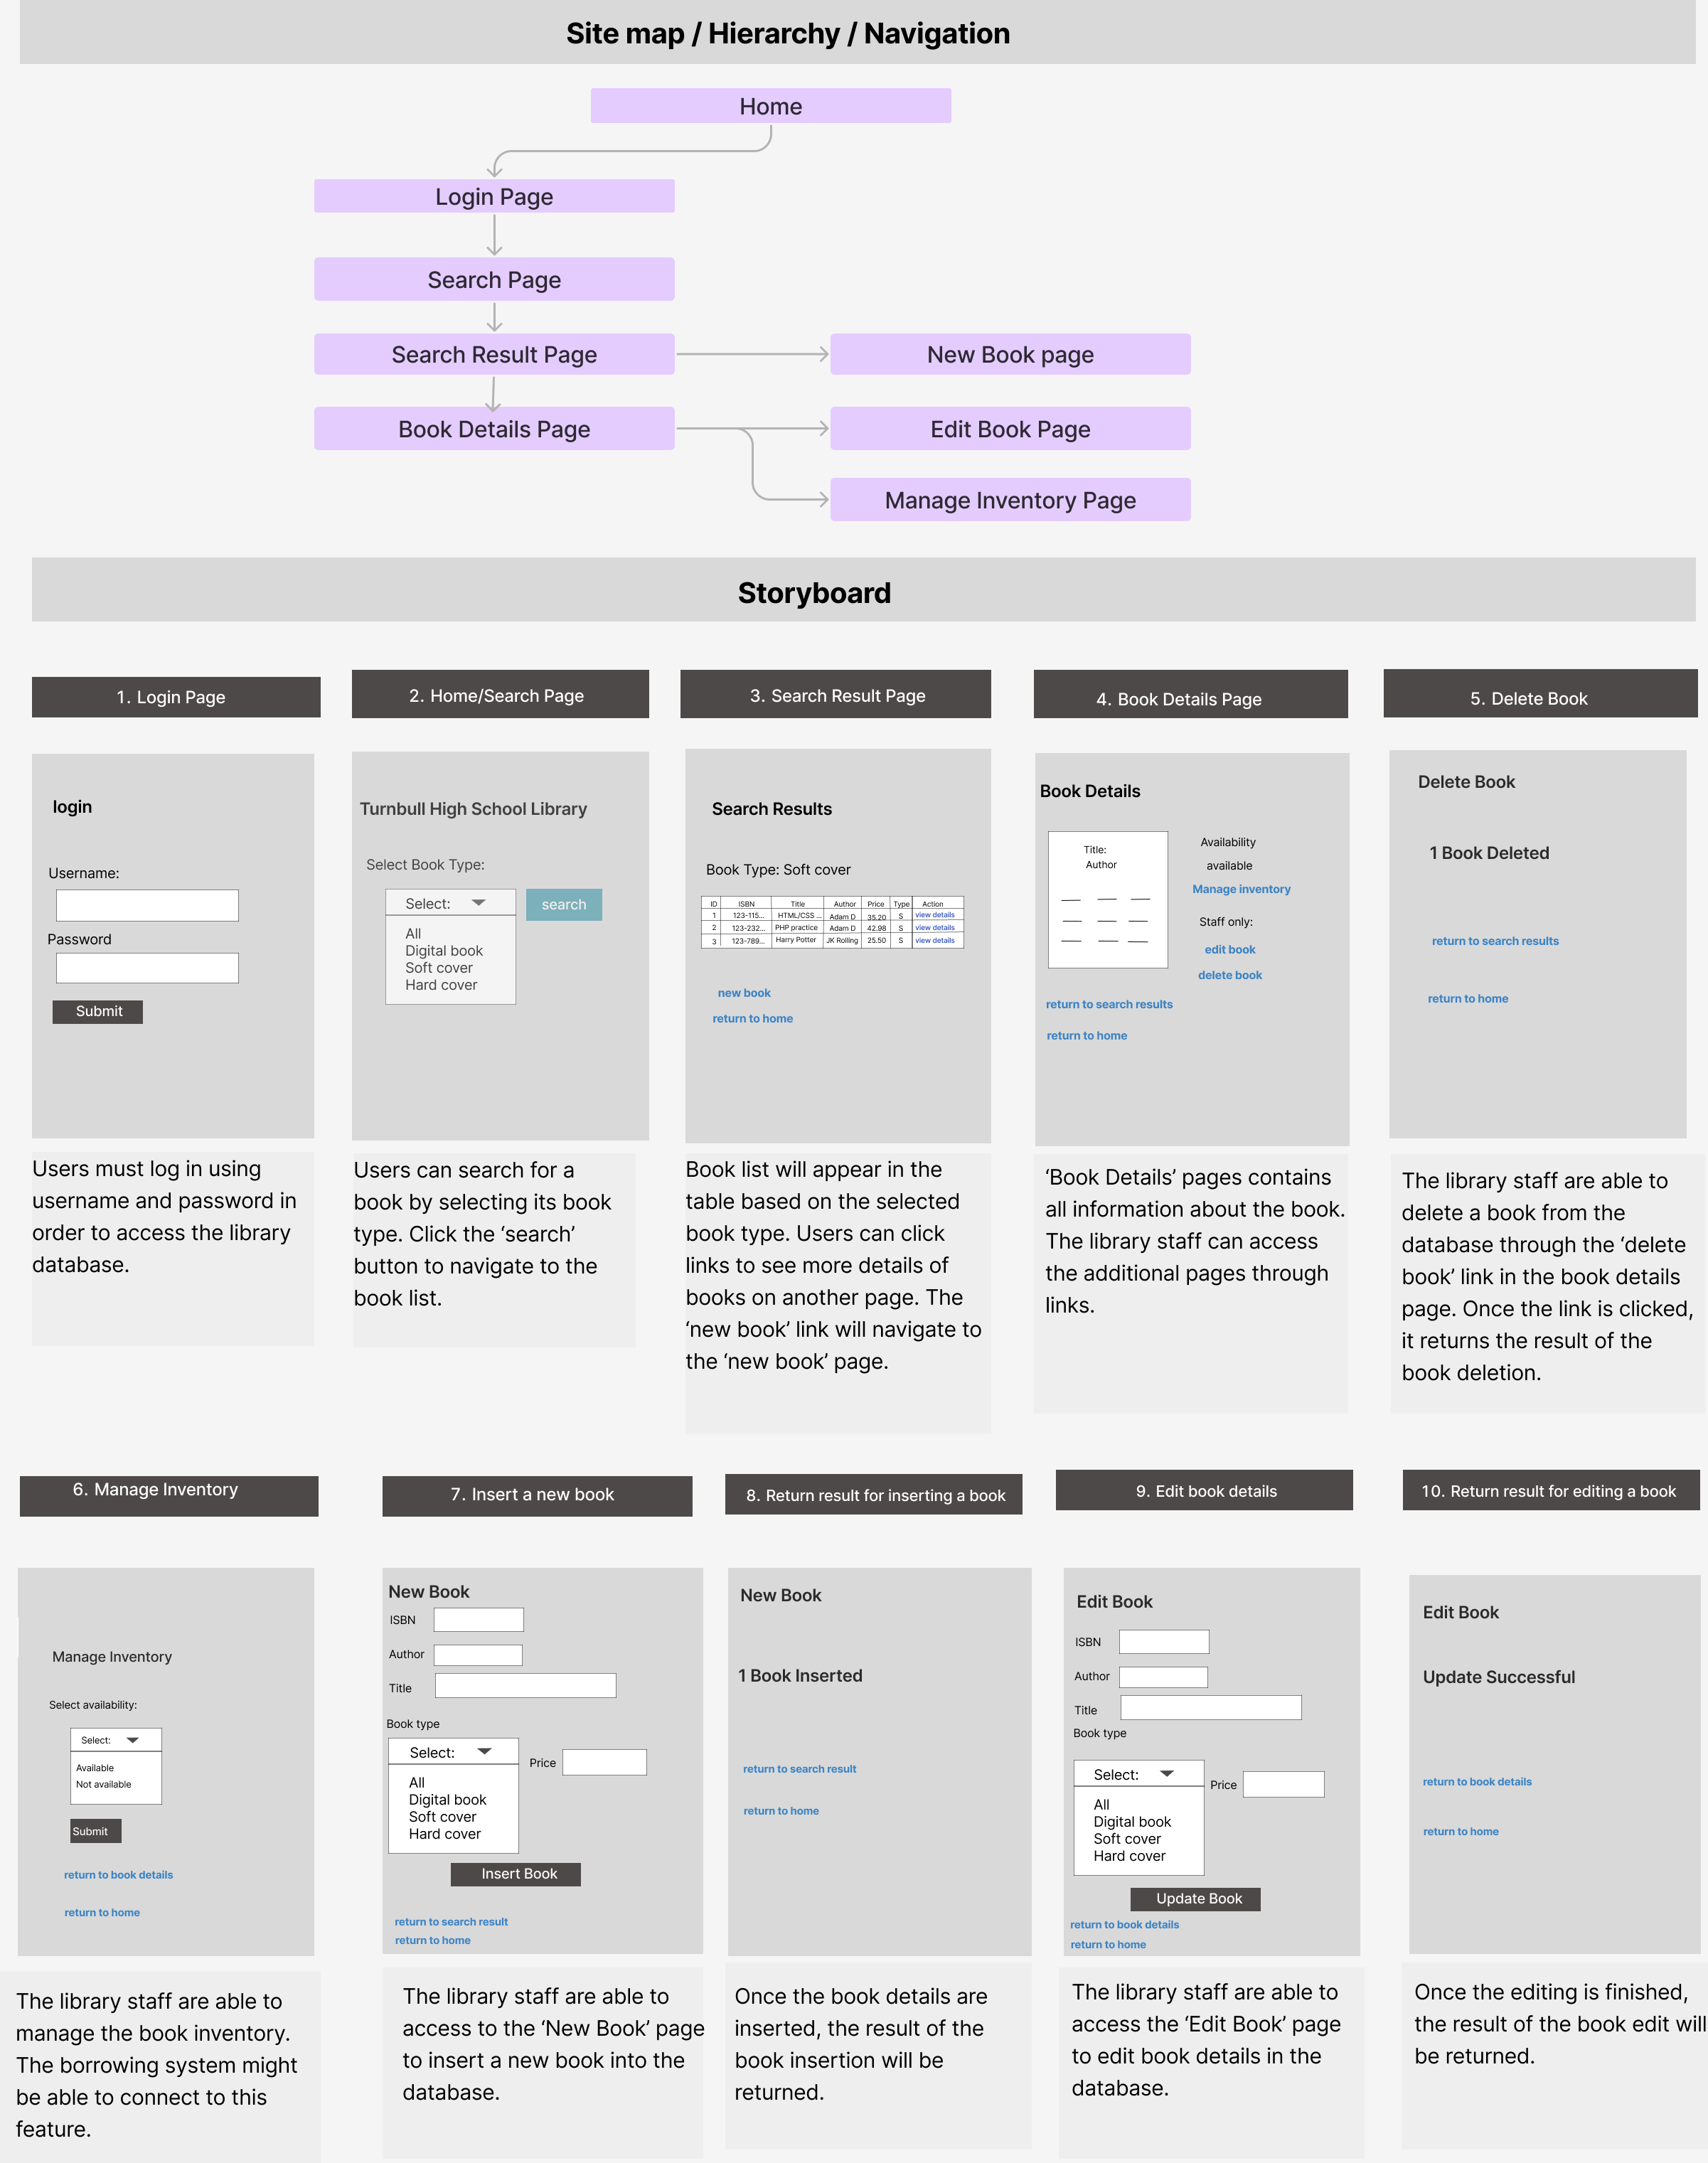 Site map / Hierarchy / Navigation
Home
Login Page
Search Page
Search Result Page
New Book page
Book Details Page
Edit Book Page
Manage Inventory Page
Storyboard
1. Login Page
login
Username:
Password
Submit
Users must log in using
username and password in
order to access the library
database.
2. Home/Search Page
Turnbull High School Library
Select Book Type:
Select:
search
All
Digital book
Soft cover
Hard cover
Users can search for a
book by selecting its book
type. Click the ‘search’
button to navigate to the
book list.
3. Search Result Page
Search Results
Book Type: Soft cover
ID ISBN Title Author Price Type Action
1 123-115... HTML/CSS ... Adam D 35.20 S view details
2 123-232... PHP practice Adam D 42.98 S view details
3 123-789... Harry Potter JK Rolling 25.50 S view details
new book
return to home
Book list will appear in the
table based on the selected
book type. Users can click
links to see more details of
books on another page. The
‘new book’ link will navigate to
the ‘new book’ page.
4. Book Details Page
Book Details
Title:
Author
Availability
available
Manage inventory
Staff only:
edit book
delete book
return to search results
return to home
‘Book Details’ pages contains
all information about the book.
The library staff can access
the additional pages through
links.
5. Delete Book
Delete Book
1 Book Deleted
return to search results
return to home
The library staff are able to
delete a book from the
database through the ‘delete
book’ link in the book details
page. Once the link is clicked,
it returns the result of the
book deletion.
6. Manage Inventory
Manage Inventory
Select availability:
Select:
Available
Not available
Submit
return to book details
return to home
The library staff are able to
manage the book inventory.
The borrowing system might
be able to connect to this
feature.
7. Insert a new book
New Book
ISBN
Author
Title
Book type
Select:
Price
All
Digital book
Soft cover
Hard cover
Insert Book
return to search result
return to home
The library staff are able to
access to the ‘New Book’ page
to insert a new book into the
database.
8. Return result for inserting a book
New Book
1 Book Inserted
return to search result
return to home
Once the book details are
inserted, the result of the
book insertion will be
returned.
9. Edit book details
Edit Book
ISBN
Author
Title
Book type
Select:
Price
All
Digital book
Soft cover
Hard cover
Update Book
return to book details
return to home
The library staff are able to
access the ‘Edit Book’ page
to edit book details in the
database.
10. Return result for editing a book
Edit Book
Update Successful
return to book details
return to home
Once the editing is finished,
the result of the book edit will
be returned.